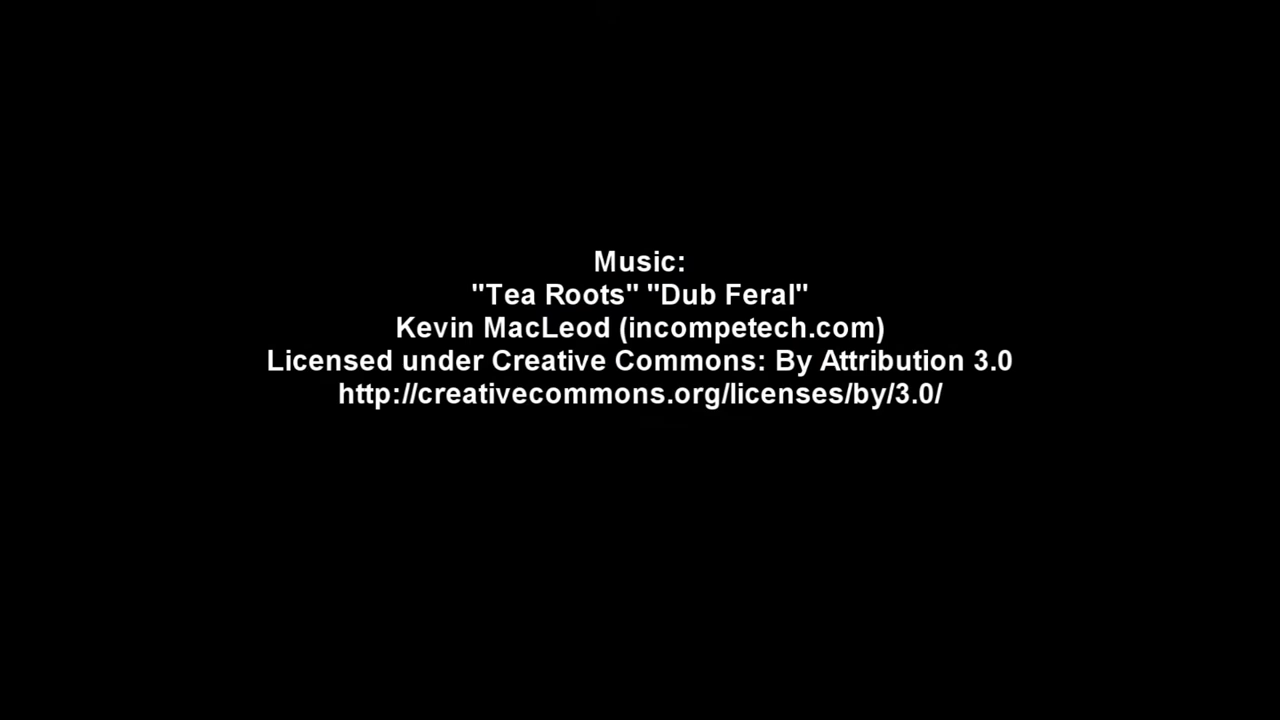 Music:
"Tea Roots" "Dub Feral"
Kevin MacLeod (incompetech.com)
Licensed under Creative Commons: By Attribution 3.0
http://creativecommons.org/licenses/by/3.0/